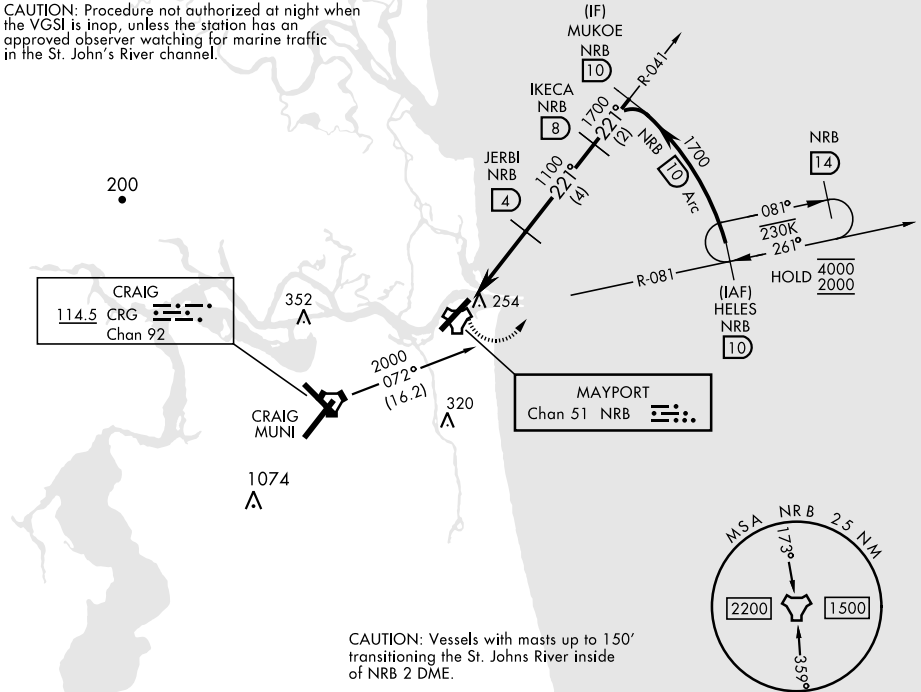 CAUTION: Procedure not authorized at night when
the VGSI is inop, unless the station has an
approved observer watching for marine traffic
in the St. John's River channel.
(IF)
MUKOE
NRB
10
R-041
IKECA
NRB
8
1700
221°
(2)
NRB 10 Arc
1700
JERBI
NRB
4
1100
221°
(4)
NRB
14
081°
230K
261°
R-081
HOLD 4000
2000
(IAF)
HELES
NRB
10
200
CRAIG
114.5 CRG
Chan 92
352
254
2000
072°
(16.2)
CRAIG
MUNI
320
MAYPORT
Chan 51 NRB
1074
MSA NRB 25 NM
173°
2200
1500
359°
CAUTION: Vessels with masts up to 150'
transitioning the St. Johns River inside
of NRB 2 DME.